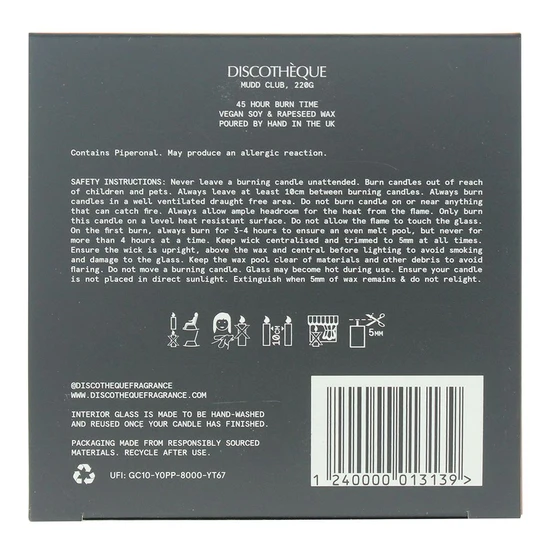 DISCOTHÈQUE
MUDD CLUB, 220G
45 HOUR BURN TIME
VEGAN SOY & RAPESEED WAX
POURED BY HAND IN THE UK
Contains Piperonal. May produce an allergic reaction.
SAFETY INSTRUCTIONS: Never leave a burning candle unattended. Burn candles out of reach
of children and pets. Always leave at least 10cm between burning candles. Always burn
candles in a well ventilated draught free area. Do not burn candle on or near anything
that can catch fire. Always allow ample headroom for the heat from the flame. Only burn
this candle on a level heat resistant surface. Do not allow the flame to touch the glass.
On the first burn, always burn for 3-4 hours to ensure an even melt pool, but never for
more than 4 hours at a time. Keep wick centralised and trimmed to 5mm at all times.
Ensure the wick is upright, above the wax and central before lighting to avoid smoking
and damage to the glass. Keep the wax pool clear of materials and other debris to avoid
flaring. Do not move a burning candle. Glass may become hot during use. Ensure your candle
is not placed in direct sunlight. Extinguish when 5mm of wax remains & do not relight.
10CM
5MM
@DISCOTHEQUEFRAGRANCE
WWW.DISCOTHEQUEFRAGRANCE.COM
INTERIOR GLASS IS MADE TO BE HAND-WASHED
AND REUSED ONCE YOUR CANDLE HAS FINISHED.
PACKAGING MADE FROM RESPONSIBLY SOURCED
MATERIALS. RECYCLE AFTER USE.
UFI: GC10-Y0PP-8000-YT67
1 240000 013139 >